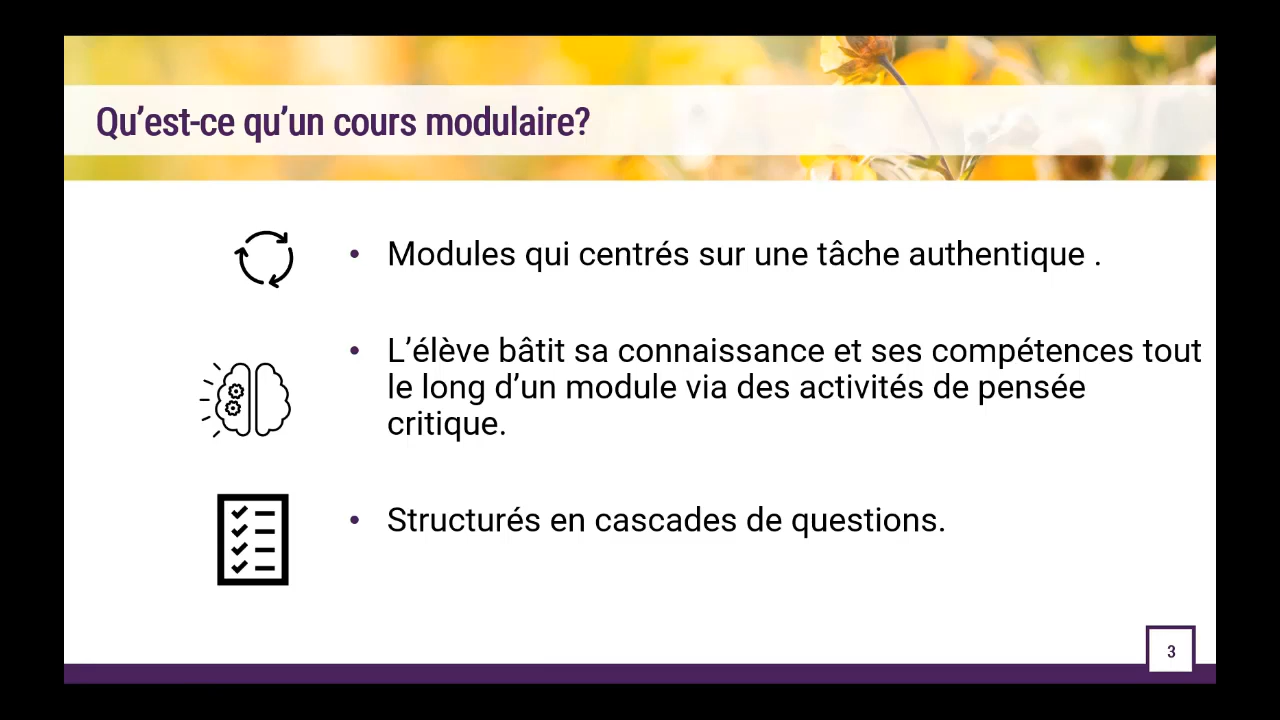 Qu’est-ce qu’un cours modulaire?
Modules qui centrés sur une tâche authentique .
L’élève bâtit sa connaissance et ses compétences tout
le long d’un module via des activités de pensée
critique.
Structurés en cascades de questions.
3